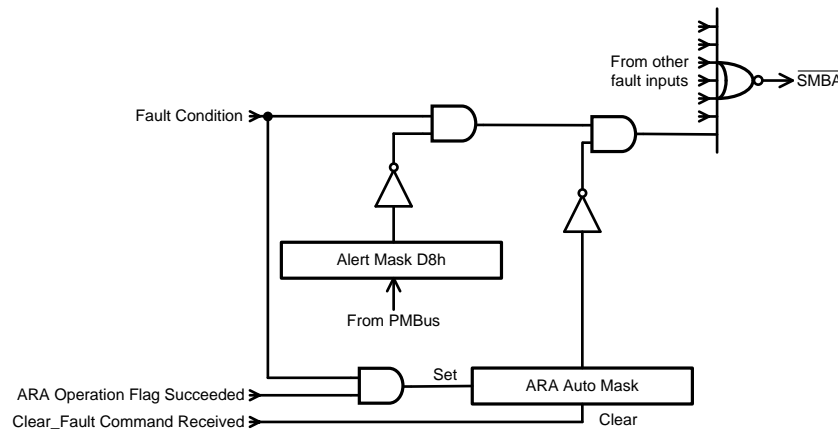 From other
fault inputs
SMBA
Fault Condition
Alert Mask D8h
From PMBus
Set
ARA Auto Mask
ARA Operation Flag Succeeded
Clear_Fault Command Received
Clear